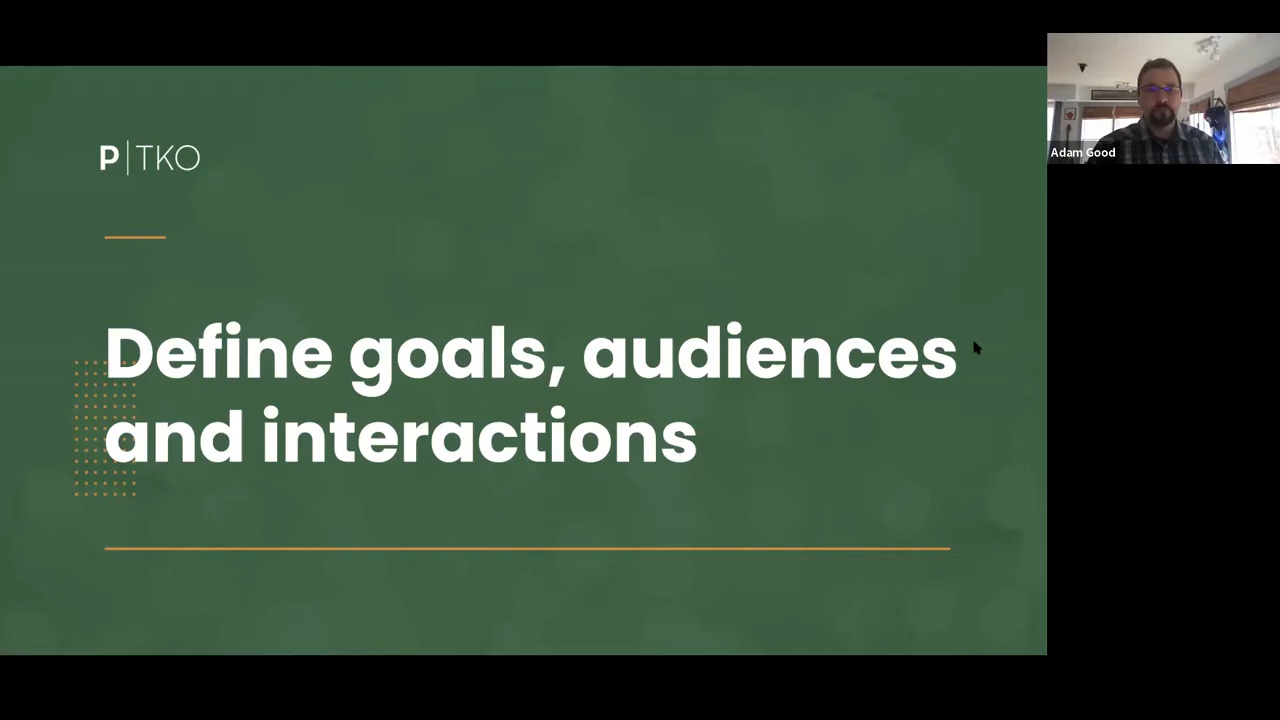 P|TKO
Define goals, audiences
and interactions
Adam Good